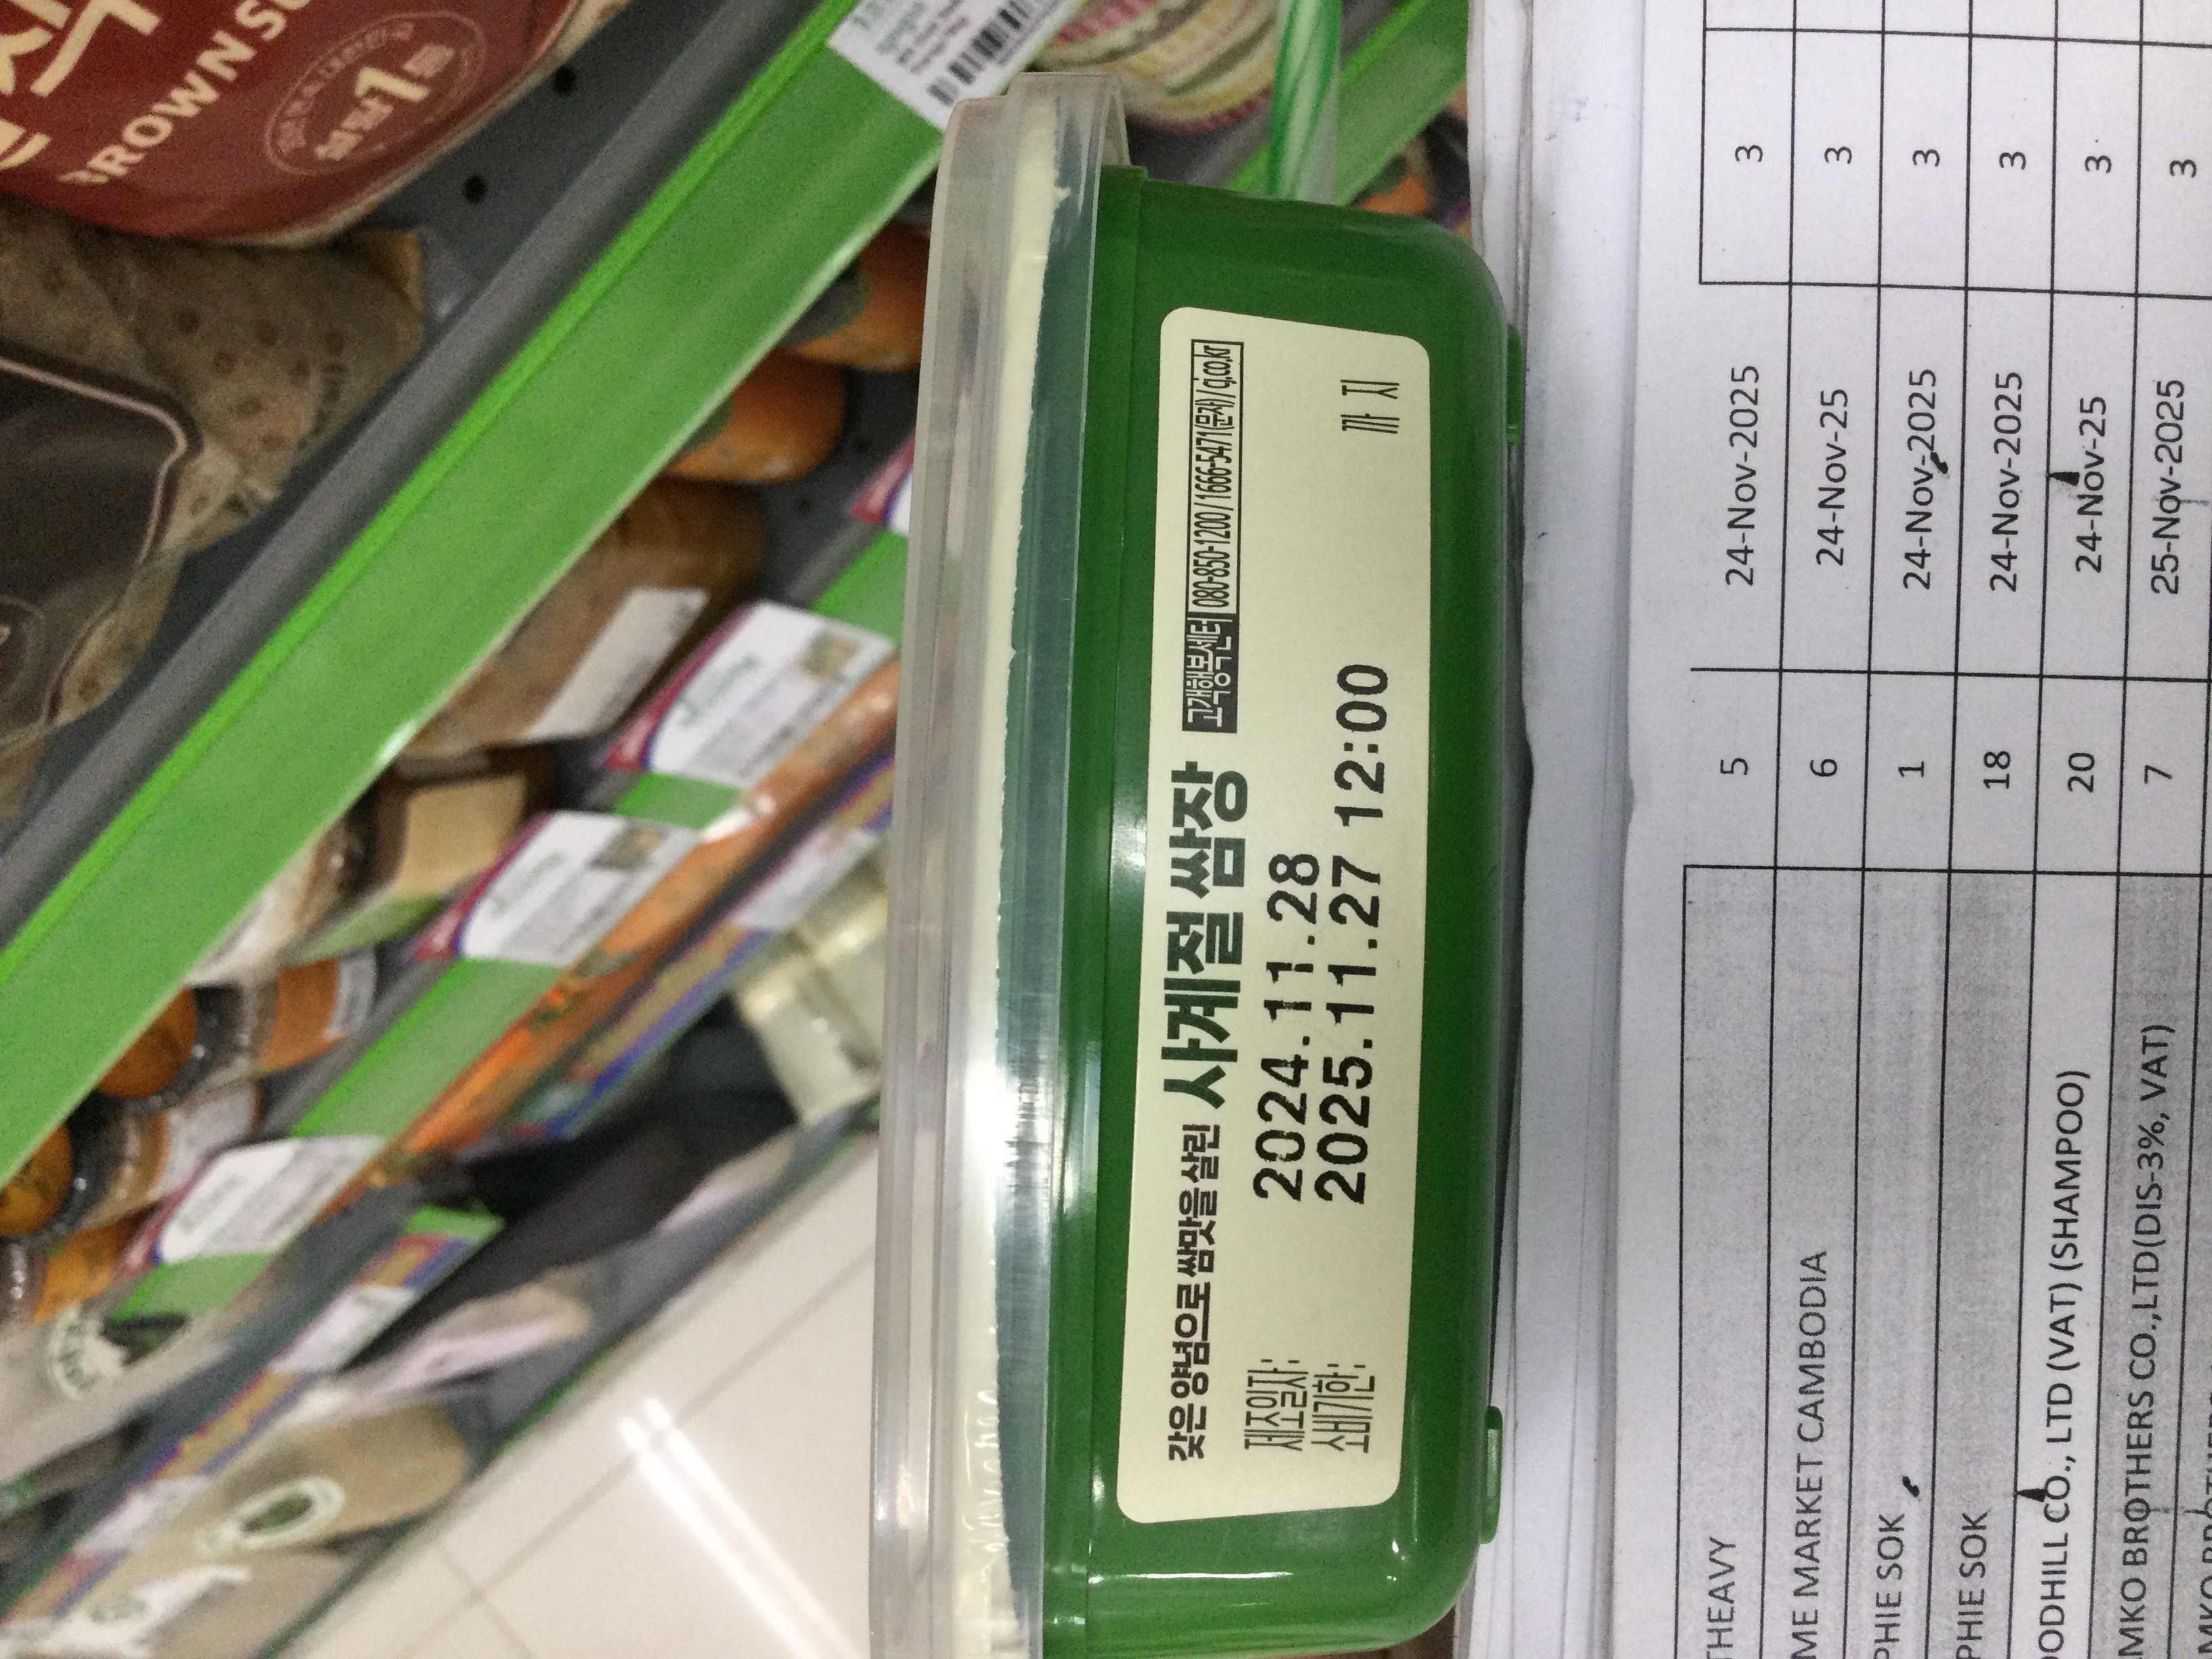 갖은 양념으로 쌈맛을 살린 사계절 쌈장 고객행복센터 080-850-1200 / 1666-5471(문자) / cj.co.kr
제조일자: 2024.11.28
소비기한: 2025.11.27 12:00 까지
BROWN
1
THEAVY 5 24-Nov-2025 3
ME MARKET CAMBODIA 6 24-Nov-25 3
PHIE SOK 1 24-Nov-2025 3
PHIE SOK 18 24-Nov-2025 3
ODHILL CO., LTD (VAT) (SHAMPOO) 20 24-Nov-25 3
MKO BROTHERS CO.,LTD(DIS-3%, VAT) 7 25-Nov-2025 3